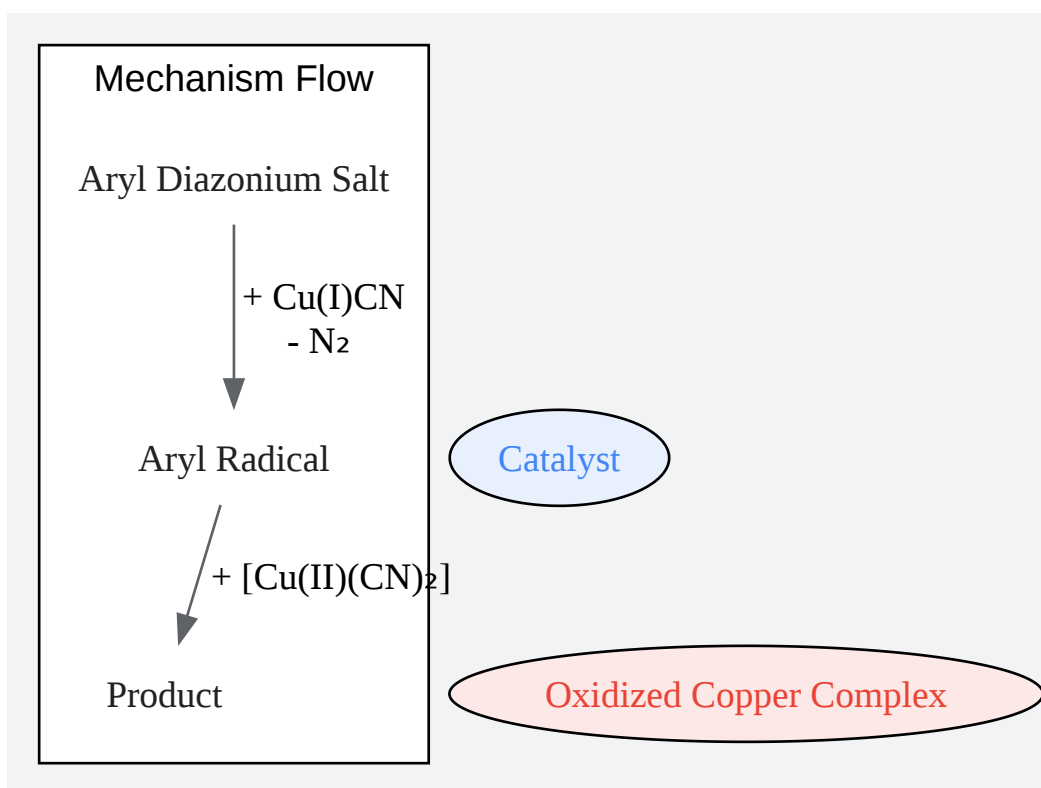 Mechanism Flow
Aryl Diazonium Salt
+ Cu(I)CN
- N₂
Aryl Radical
Catalyst
+ [Cu(II)(CN)₂]
Product
Oxidized Copper Complex